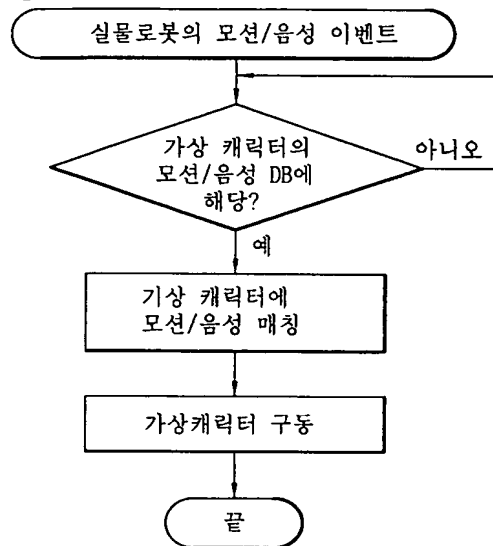 실물로봇의 모션/음성 이벤트
가상 캐릭터의
모션/음성 DB에
해당?
아니오
예
기상 캐릭터에
모션/음성 매칭
가상캐릭터 구동
끝